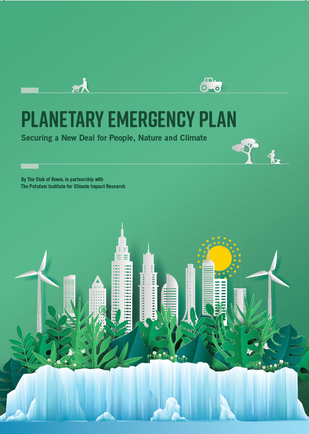 PLANETARY EMERGENCY PLAN
Securing a New Deal for People, Nature and Climate
By The Club of Rome, in partnership with
The Potsdam Institute for Climate Impact Research